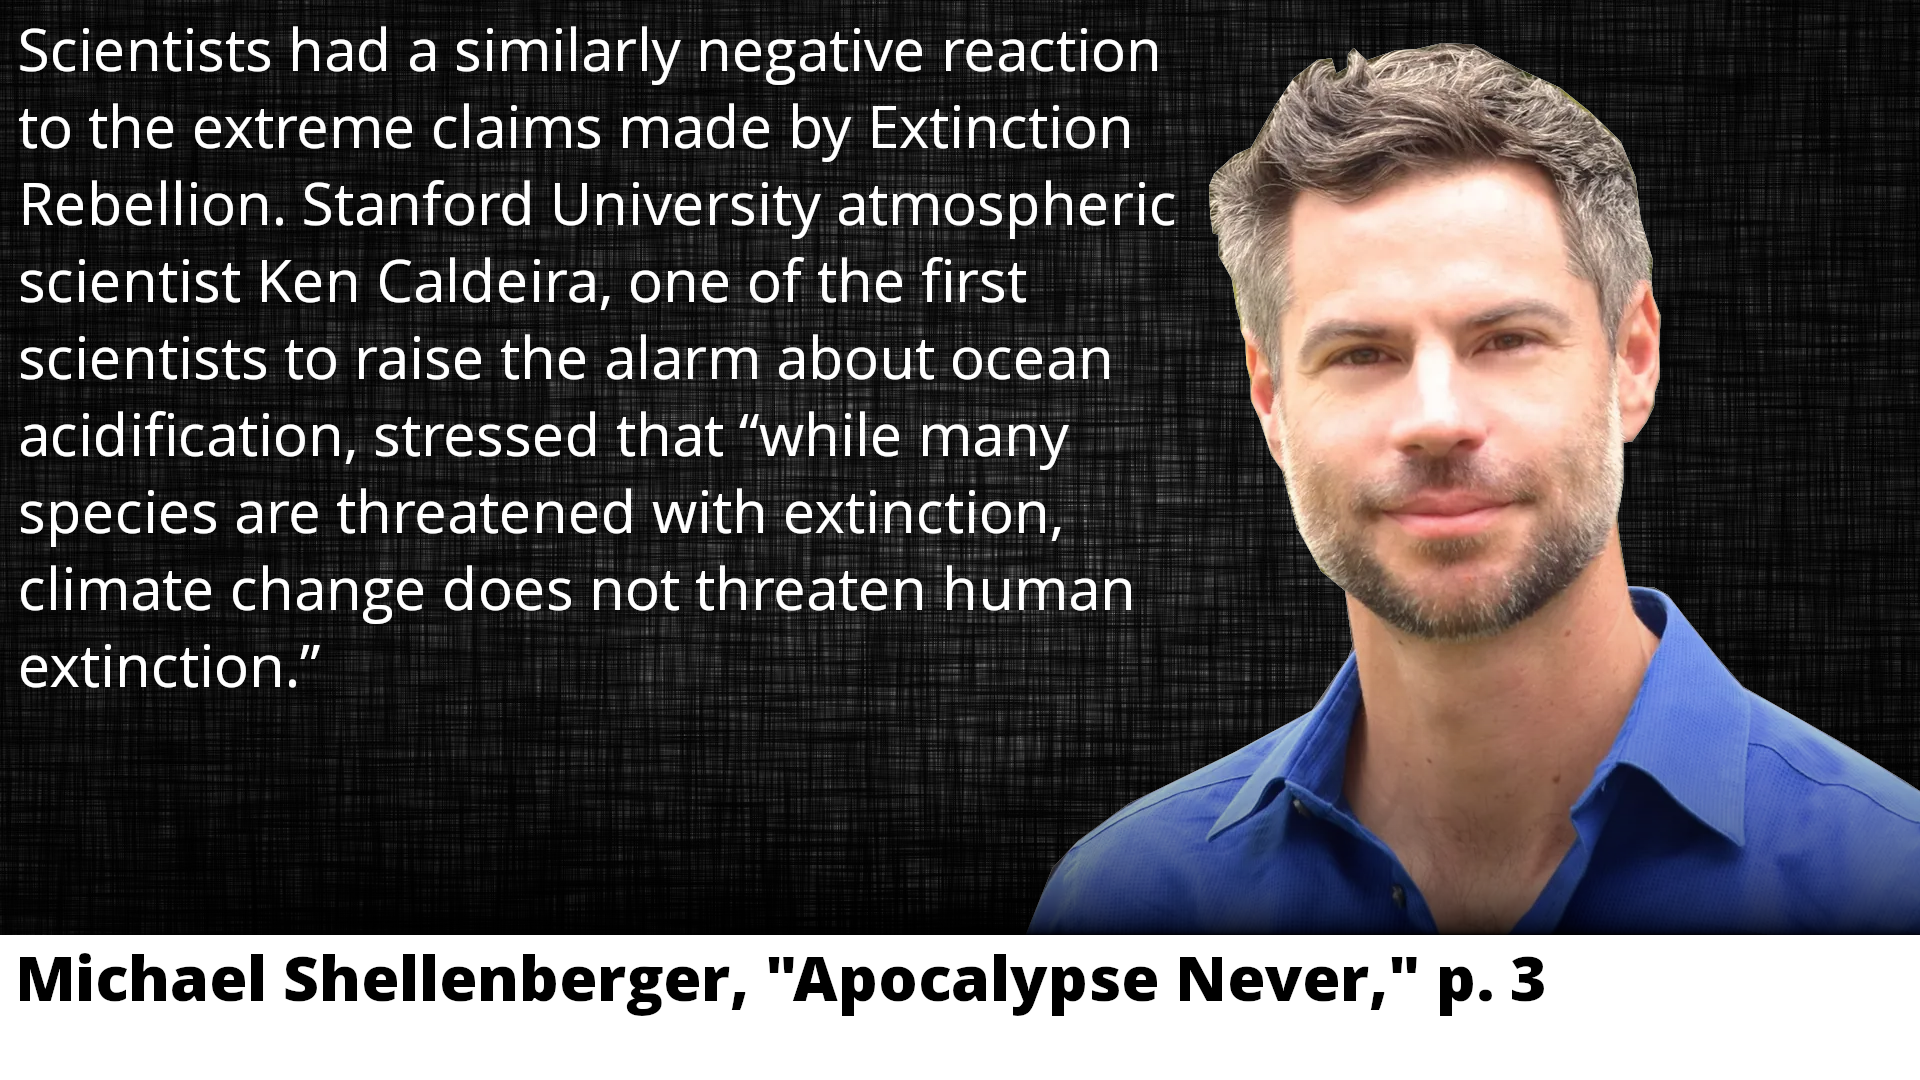 Scientists had a similarly negative reaction
to the extreme claims made by Extinction
Rebellion. Stanford University atmospheric
scientist Ken Caldeira, one of the first
scientists to raise the alarm about ocean
acidification, stressed that “while many
species are threatened with extinction,
climate change does not threaten human
extinction.”
Michael Shellenberger, "Apocalypse Never," p. 3